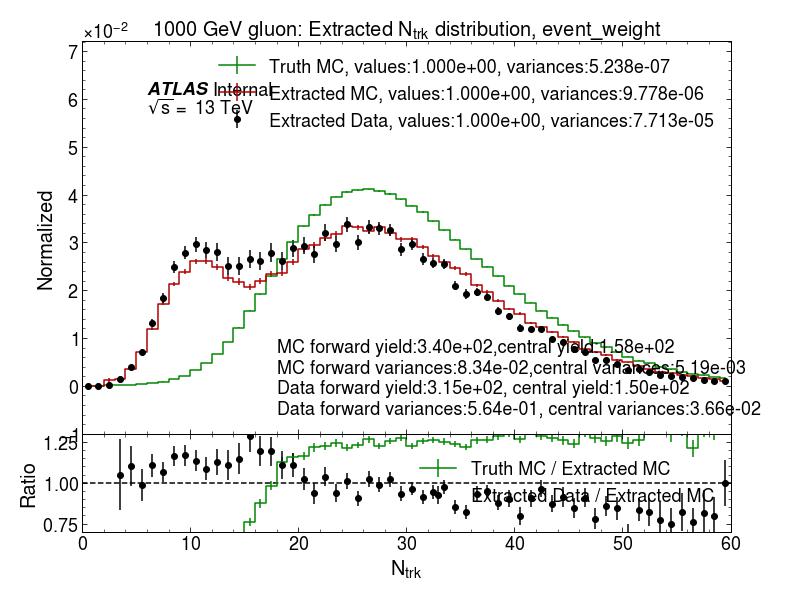 ×10⁻² 1000 GeV gluon: Extracted Nₜᵣₖ distribution, event_weight
7
Truth MC, values:1.000e+00, variances:5.238e-07
ATLAS Internal
Extracted MC, values:1.000e+00, variances:9.778e-06
√s = 13 TeV
6
Extracted Data, values:1.000e+00, variances:7.713e-05
5
4
Normalized
3
2
1
MC forward yield:3.40e+02,central yield:1.58e+02
MC forward variances:8.34e-02,central variances:5.19e-03
0
Data forward yield:3.15e+02, central yield:1.50e+02
Data forward variances:5.64e-01, central variances:3.66e-02
1.25
Truth MC / Extracted MC
Ratio
1.00
Extracted Data / Extracted MC
0.75
0 10 20 30 40 50 60
Nₜᵣₖ